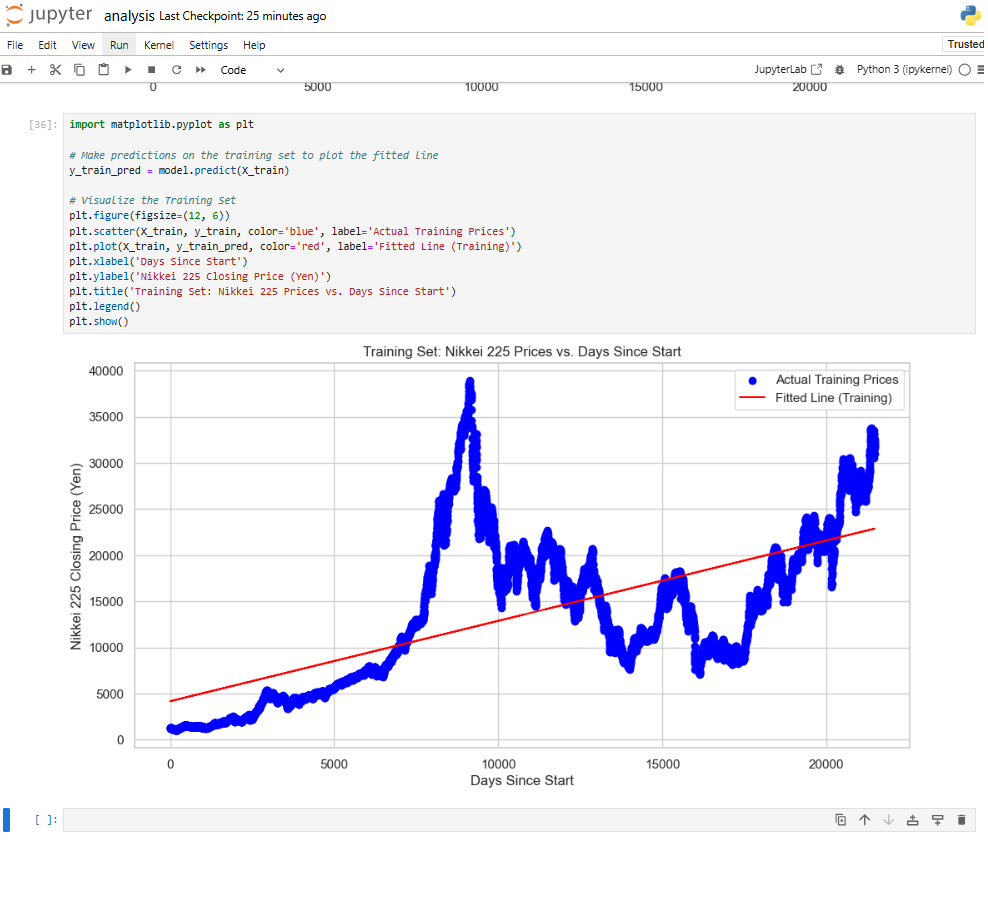 jupyter analysis Last Checkpoint: 25 minutes ago
File Edit View Run Kernel Settings Help Trusted
Code JupyterLab Python 3 (ipykernel)
0 5000 10000 15000 20000
[36]: import matplotlib.pyplot as plt
# Make predictions on the training set to plot the fitted line
y_train_pred = model.predict(X_train)
# Visualize the Training Set
plt.figure(figsize=(12, 6))
plt.scatter(X_train, y_train, color='blue', label='Actual Training Prices')
plt.plot(X_train, y_train_pred, color='red', label='Fitted Line (Training)')
plt.xlabel('Days Since Start')
plt.ylabel('Nikkei 225 Closing Price (Yen)')
plt.title('Training Set: Nikkei 225 Prices vs. Days Since Start')
plt.legend()
plt.show()
Training Set: Nikkei 225 Prices vs. Days Since Start
Actual Training Prices
Fitted Line (Training)
Nikkei 225 Closing Price (Yen)
40000
35000
30000
25000
20000
15000
10000
5000
0
0 5000 10000 15000 20000
Days Since Start
[ ]: